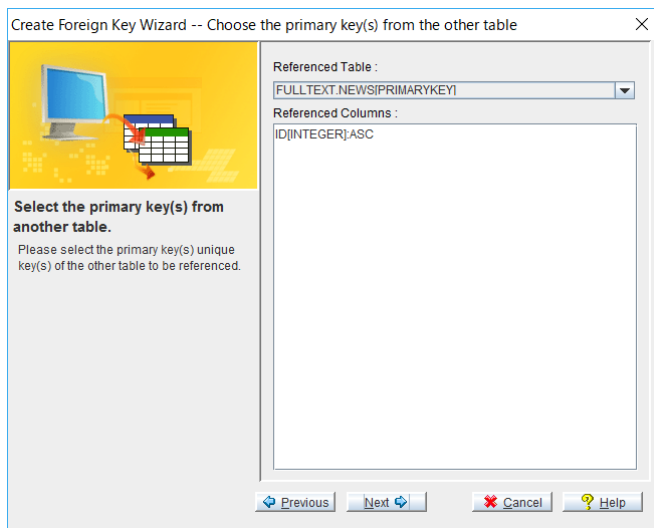 Create Foreign Key Wizard -- Choose the primary key(s) from the other table
Referenced Table :
FULLTEXT.NEWS[PRIMARYKEY]
Referenced Columns :
ID[INTEGER]:ASC
Select the primary key(s) from
another table.
Please select the primary key(s) unique
key(s) of the other table to be referenced.
Previous Next Cancel Help